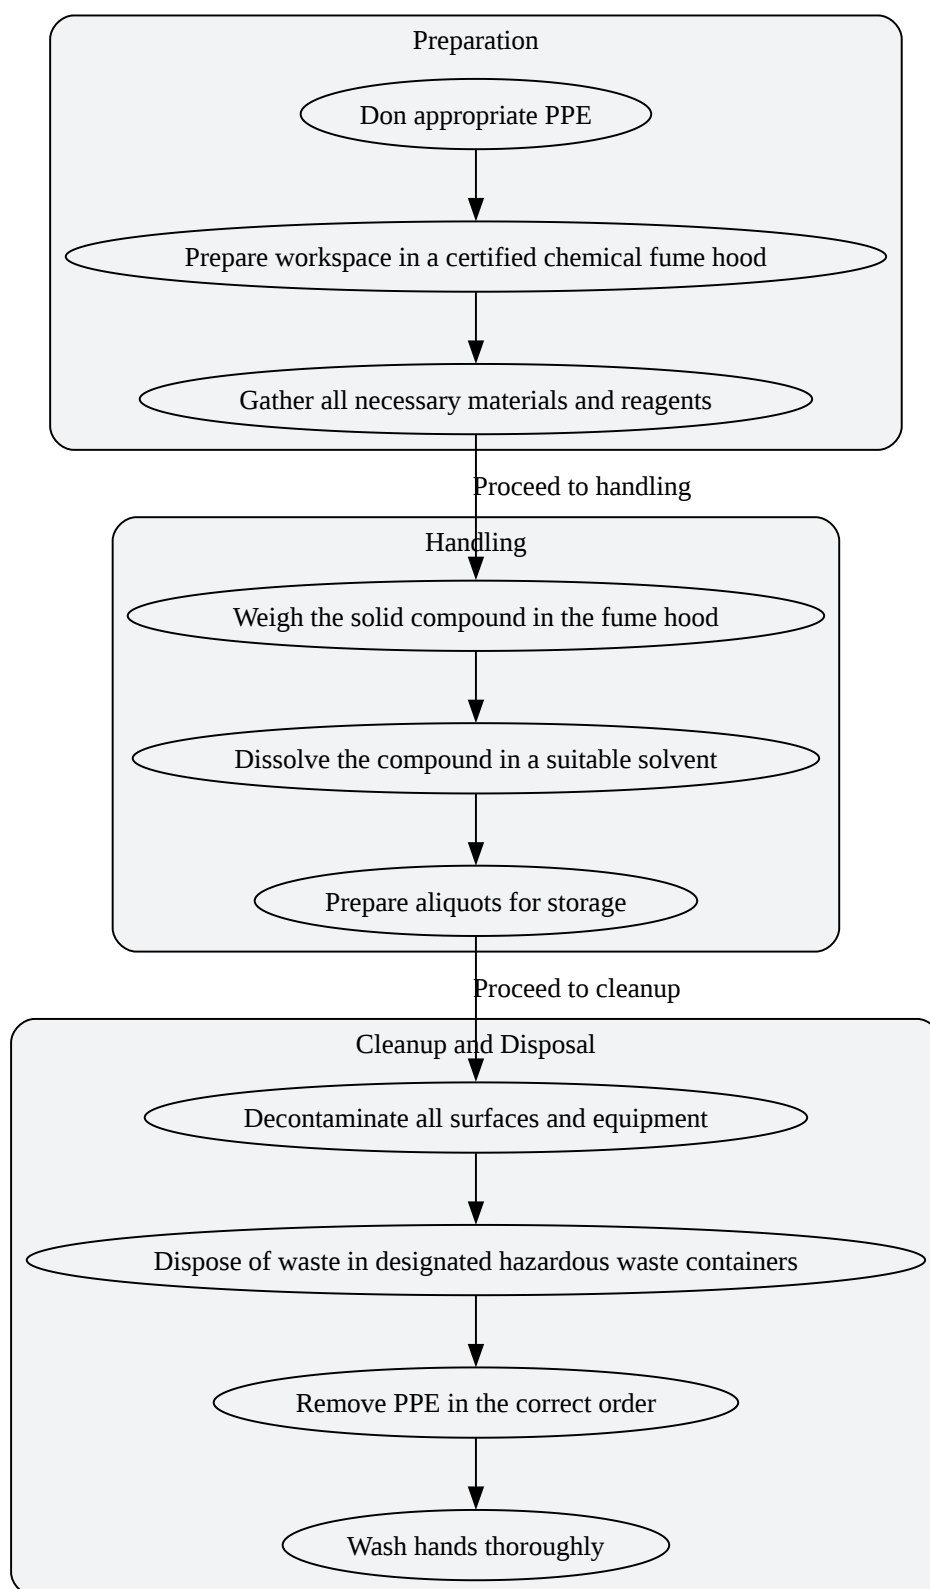 Preparation
Don appropriate PPE
Prepare workspace in a certified chemical fume hood
Gather all necessary materials and reagents
Proceed to handling
Handling
Weigh the solid compound in the fume hood
Dissolve the compound in a suitable solvent
Prepare aliquots for storage
Proceed to cleanup
Cleanup and Disposal
Decontaminate all surfaces and equipment
Dispose of waste in designated hazardous waste containers
Remove PPE in the correct order
Wash hands thoroughly